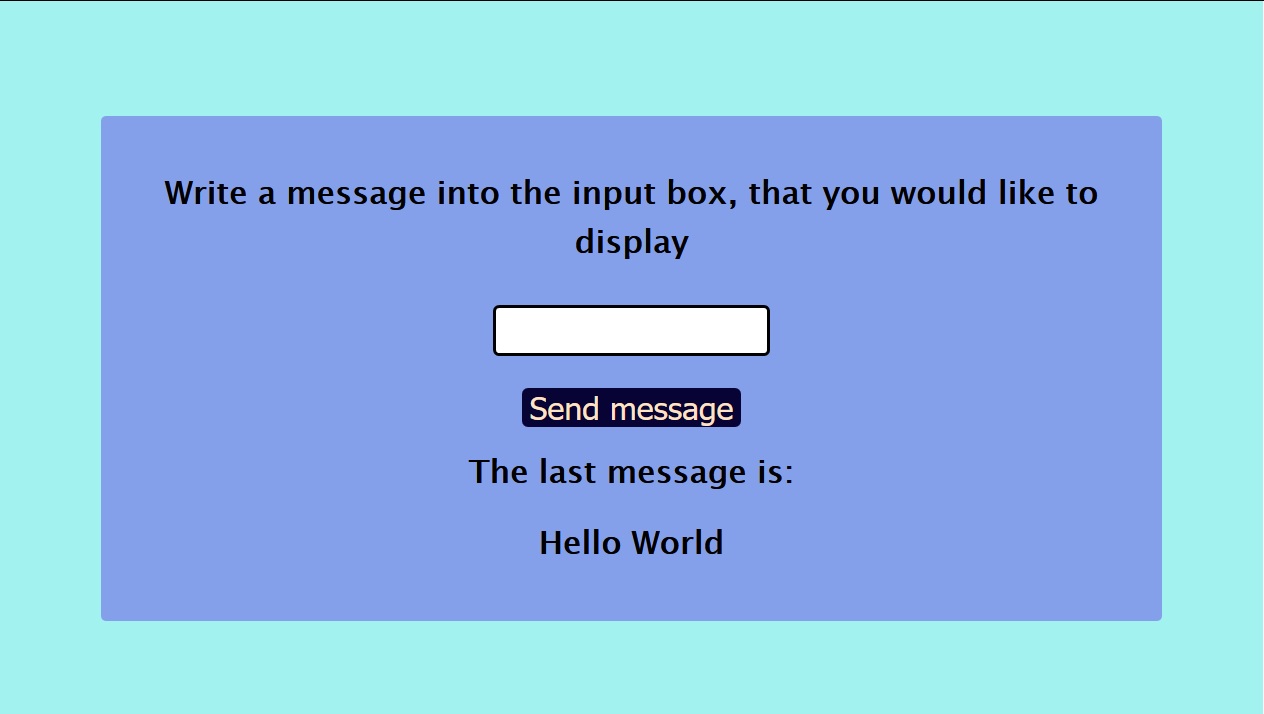 Write a message into the input box, that you would like to
display
Send message
The last message is:
Hello World